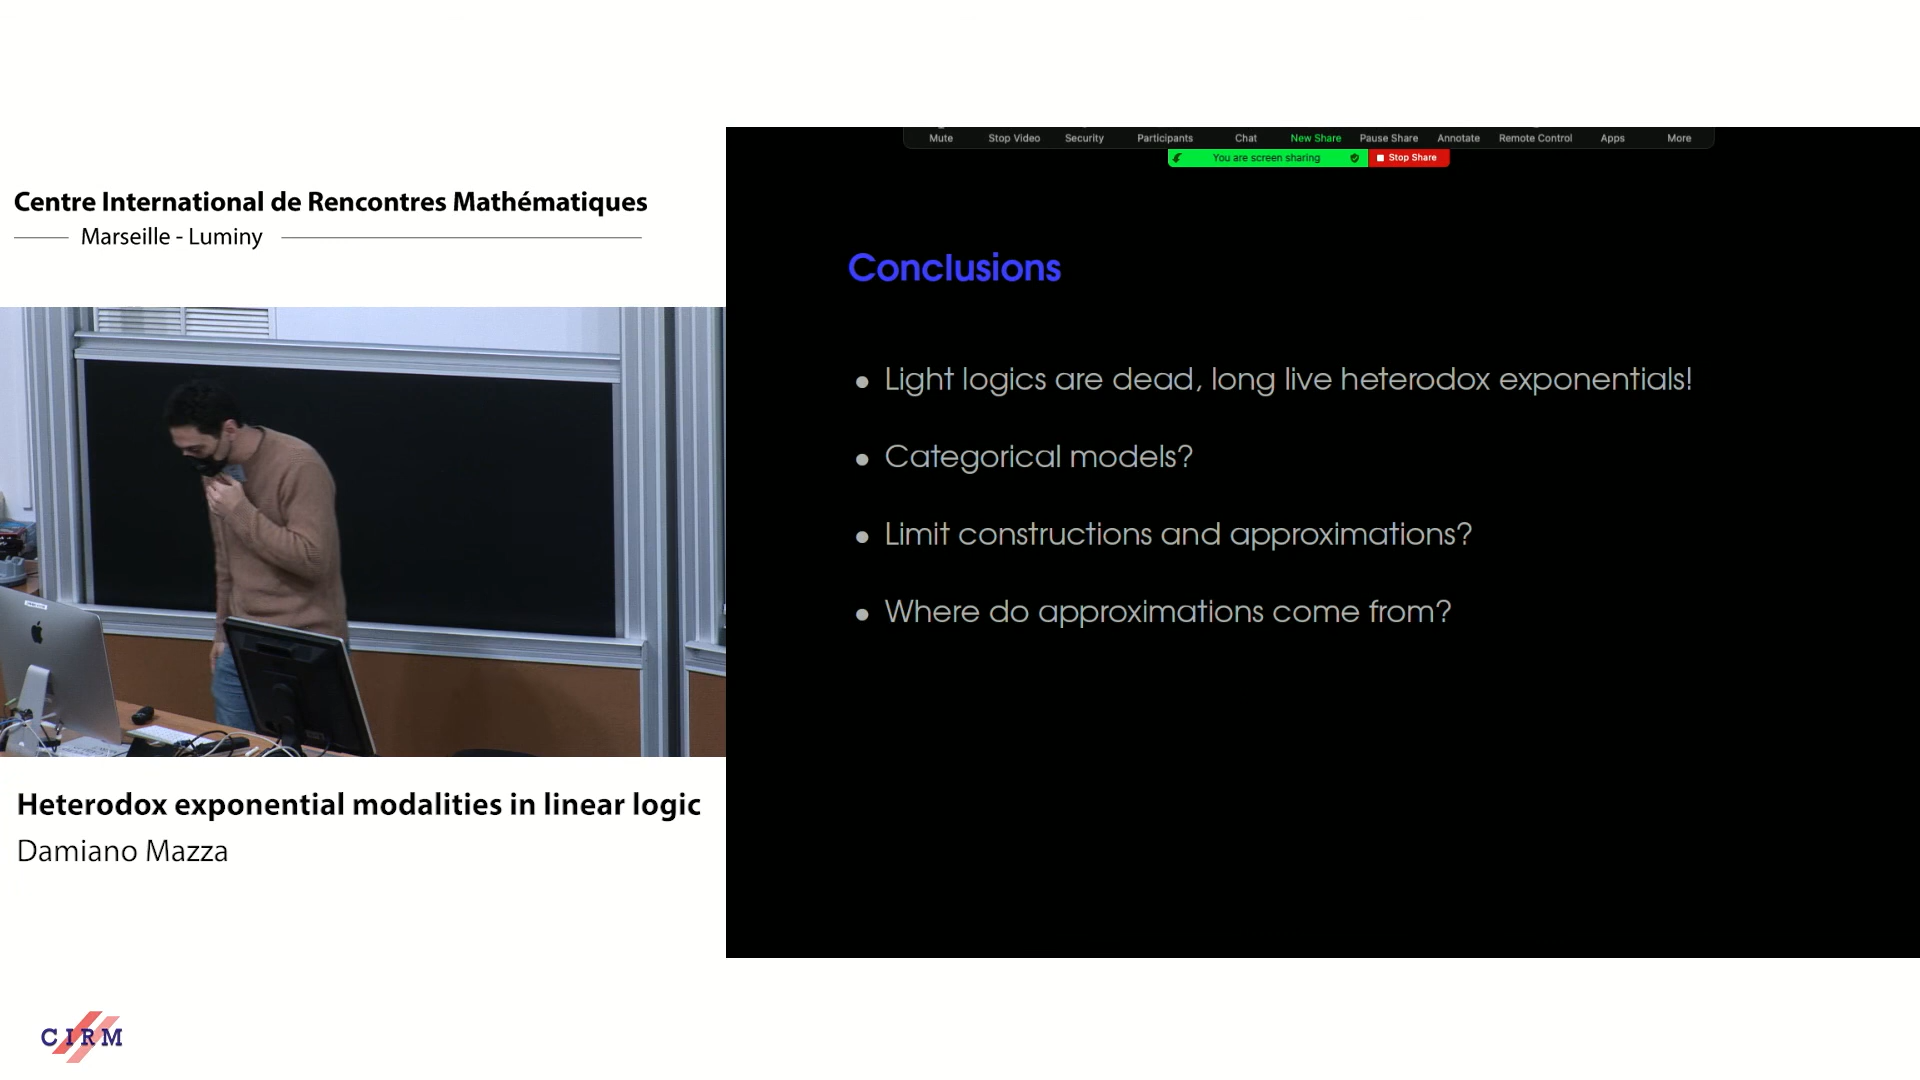 Centre International de Rencontres Mathématiques
Marseille - Luminy
Mute Stop Video Security Participants Chat New Share Pause Share Annotate Remote Control Apps More
You are screen sharing Stop Share
Conclusions
• Light logics are dead, long live heterodox exponentials!
• Categorical models?
• Limit constructions and approximations?
• Where do approximations come from?
Heterodox exponential modalities in linear logic
Damiano Mazza
CIRM